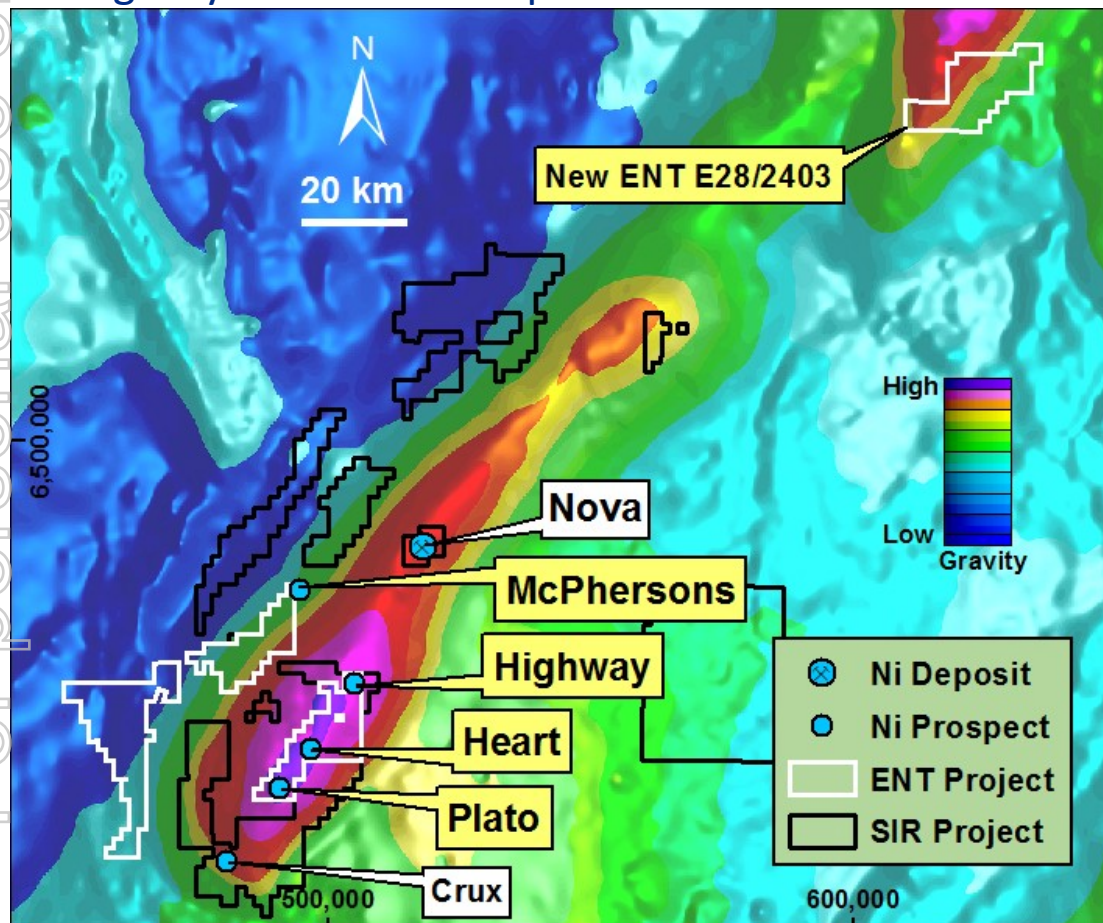 N
20 km
New ENT E28/2403
6,500,000
High
Low
Gravity
Nova
McPhersons
Highway
Heart
Plato
Crux
Ni Deposit
Ni Prospect
ENT Project
SIR Project
500,000
600,000